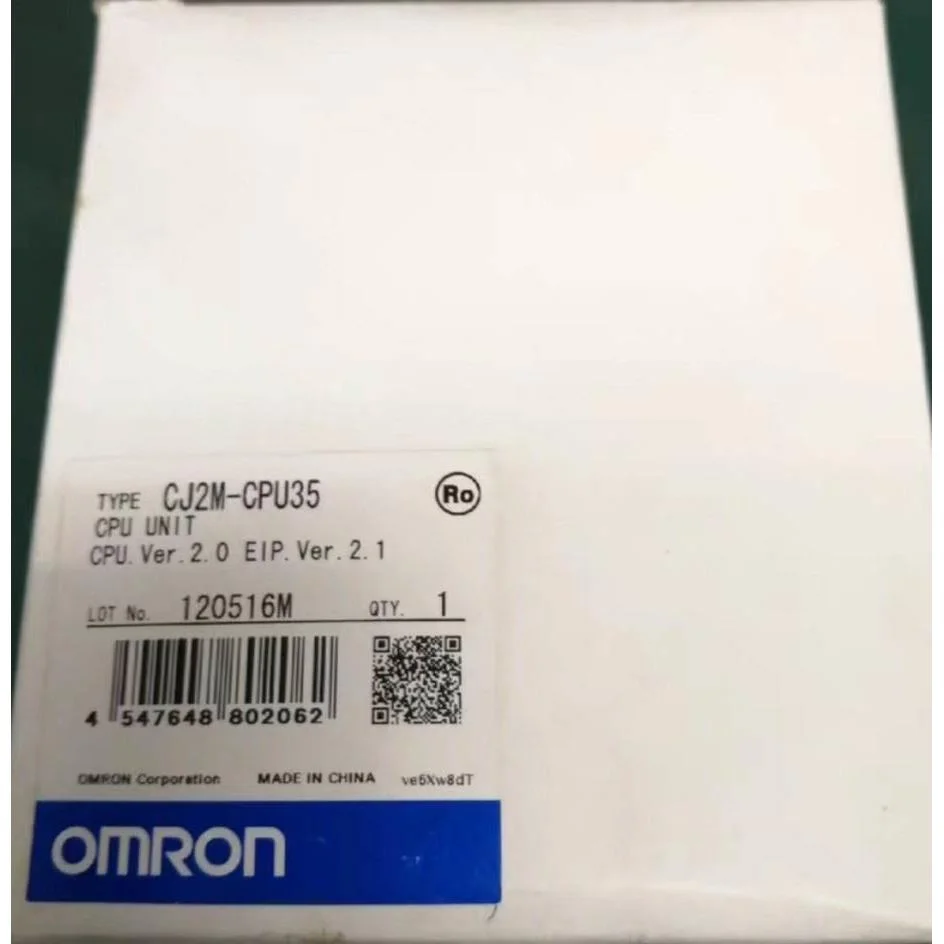 TYPE CJ2M-CPU35 Ro
CPU UNIT
CPU.Ver.2.0 EIP.Ver.2.1
LOT No. 120516M QTY. 1
4 547648 802062
OMRON Corporation MADE IN CHINA ve6Xw8dT
OMRON